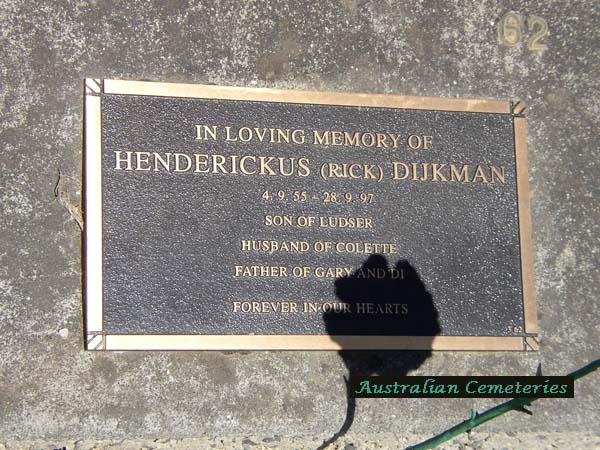 62
IN LOVING MEMORY OF
HENDERICKUS (RICK) DIJKMAN
4. 9. 55 – 28. 9. 97
SON OF LUDSER
HUSBAND OF COLETTE
FATHER OF GARY AND DI
FOREVER IN OUR HEARTS
Australian Cemeteries